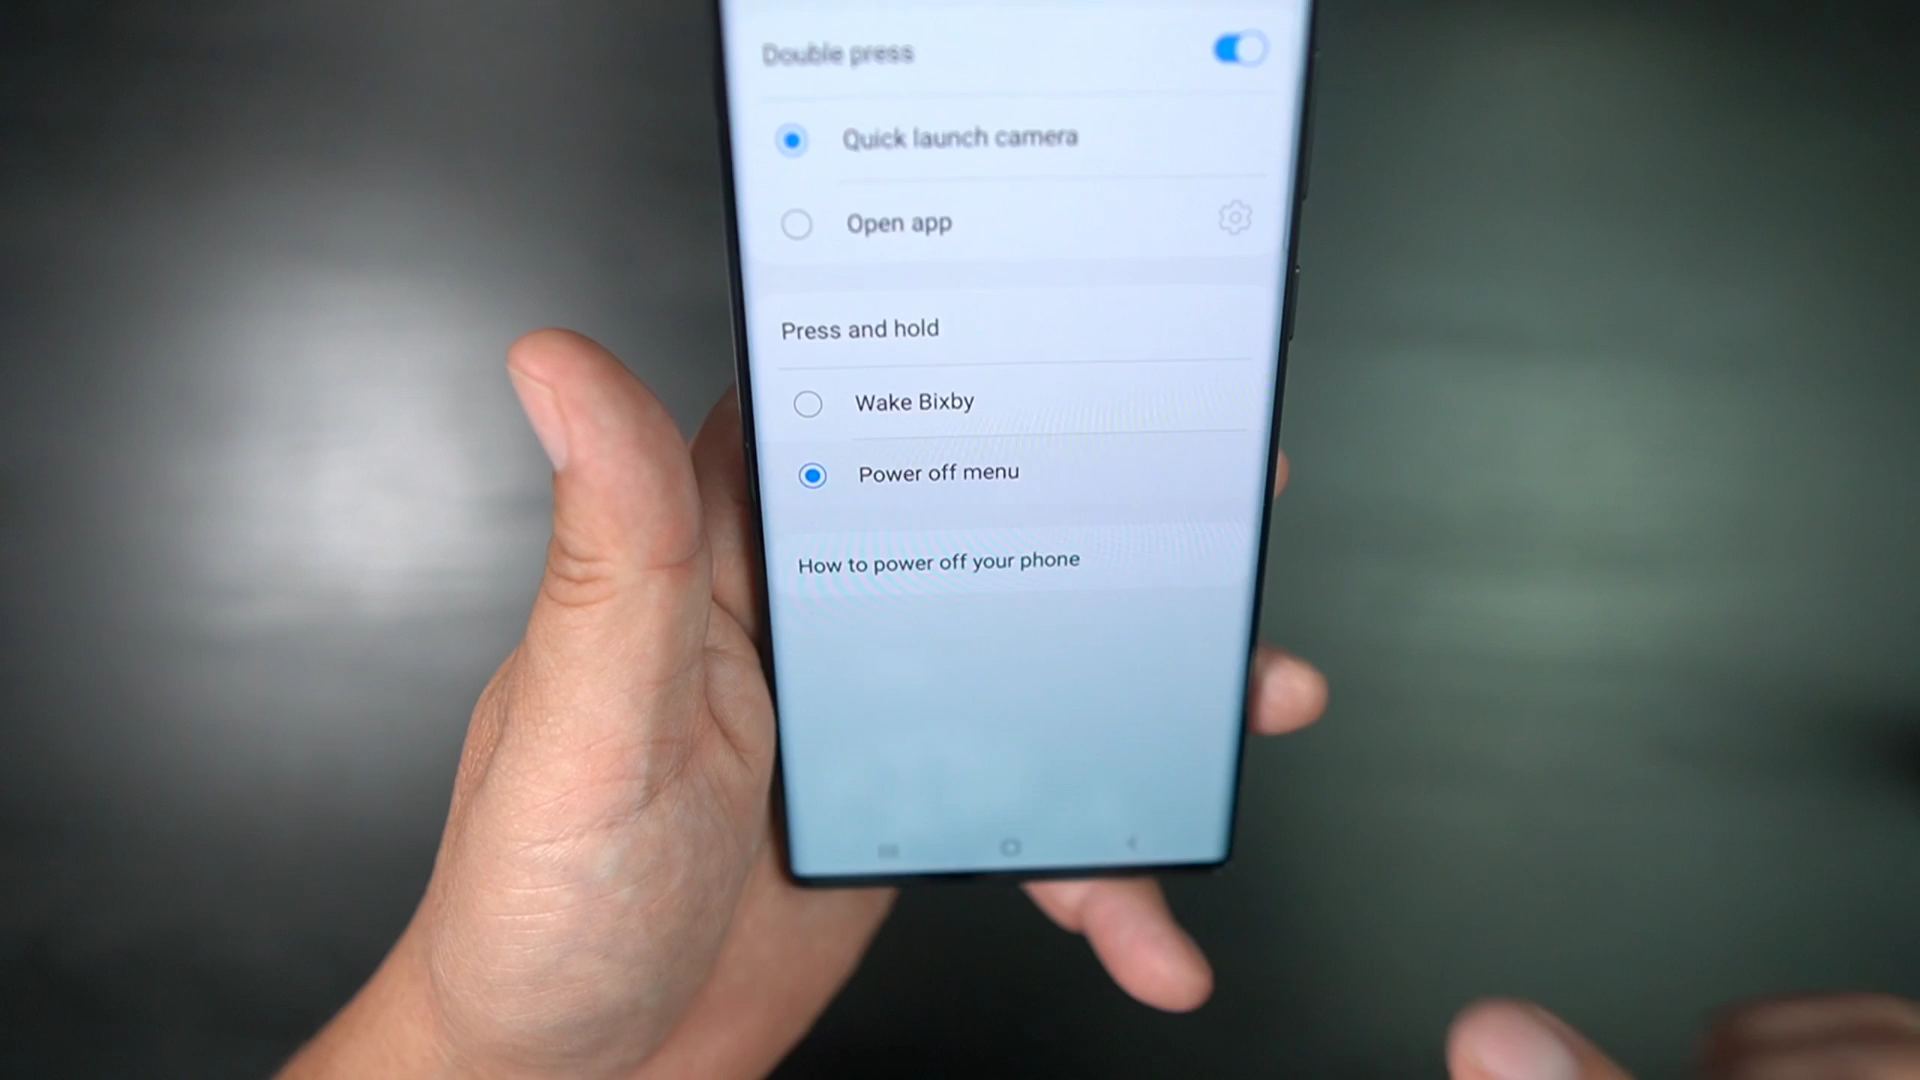 Double press
Quick launch camera
Open app
Press and hold
Wake Bixby
Power off menu
How to power off your phone